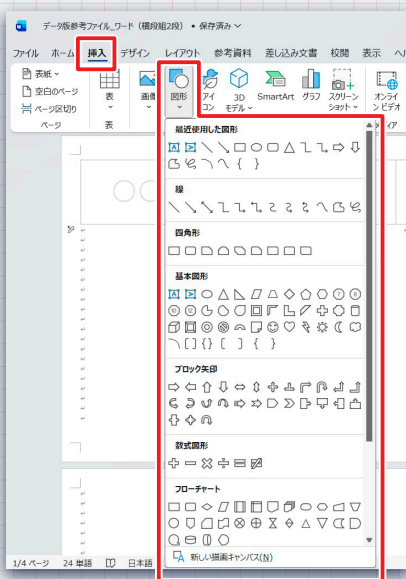 データ版参考ファイル_ワード（横段組2段） • 保存済み
ファイル ホーム 挿入 デザイン レイアウト 参考資料 差し込み文書 校閲 表示
表紙
空白のページ
ページ区切り
ページ
表
表
画像
図形
アイコン
3D モデル
SmartArt
グラフ
スクリーンショット
オンラインビデオ
最近使用した図形
線
四角形
基本図形
ブロック矢印
数式図形
フローチャート
新しい描画キャンバス(N)
1/4 ページ 24 単語 日本語